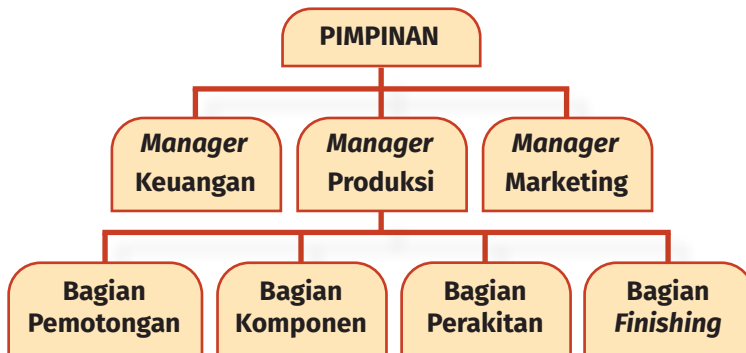 PIMPINAN
Manager
Keuangan
Manager
Produksi
Manager
Marketing
Bagian
Pemotongan
Bagian
Komponen
Bagian
Perakitan
Bagian
Finishing